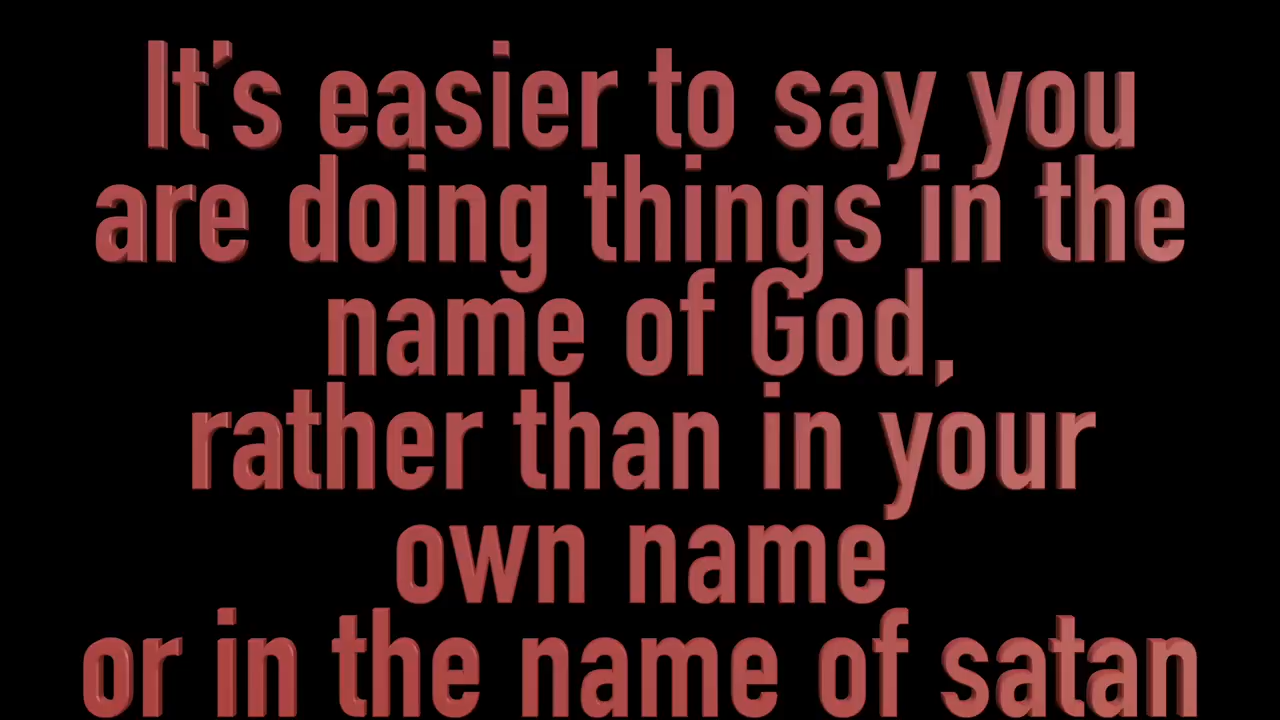 It's easier to say you
are doing things in the
name of God,
rather than in your
own name
or in the name of satan